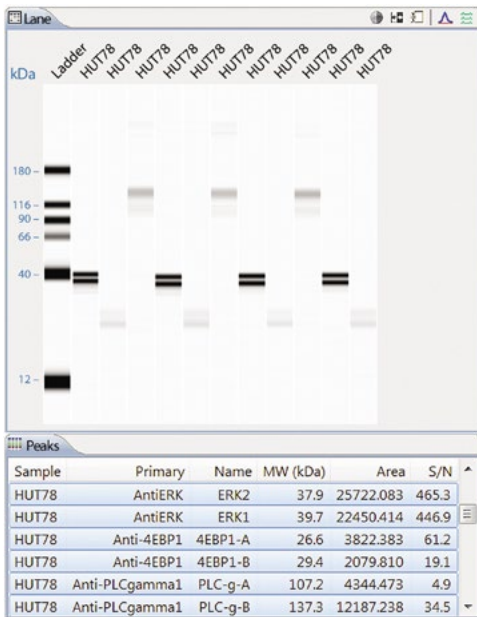 Lane
kDa
Ladder HUT78 HUT78 HUT78 HUT78 HUT78 HUT78 HUT78 HUT78 HUT78 HUT78 HUT78
180
116
90
66
40
12
Peaks
Sample Primary Name MW (kDa) Area S/N
HUT78 AntiERK ERK2 37.9 25722.083 465.3
HUT78 AntiERK ERK1 39.7 22450.414 446.9
HUT78 Anti-4EBP1 4EBP1-A 26.6 3822.383 61.2
HUT78 Anti-4EBP1 4EBP1-B 29.4 2079.810 19.1
HUT78 Anti-PLCgamma1 PLC-g-A 107.2 4344.473 4.9
HUT78 Anti-PLCgamma1 PLC-g-B 137.3 12187.238 34.5